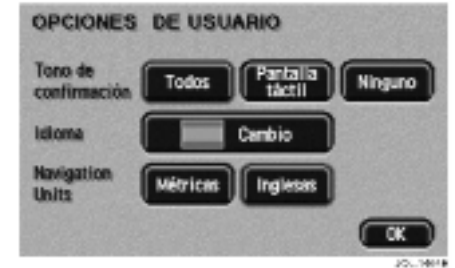 OPCIONES DE USUARIO
Tono de
confirmación
Todos
Pantalla
táctil
Ninguno
Idioma
Cambio
Navigation
Units
Métricas
Inglesas
OK